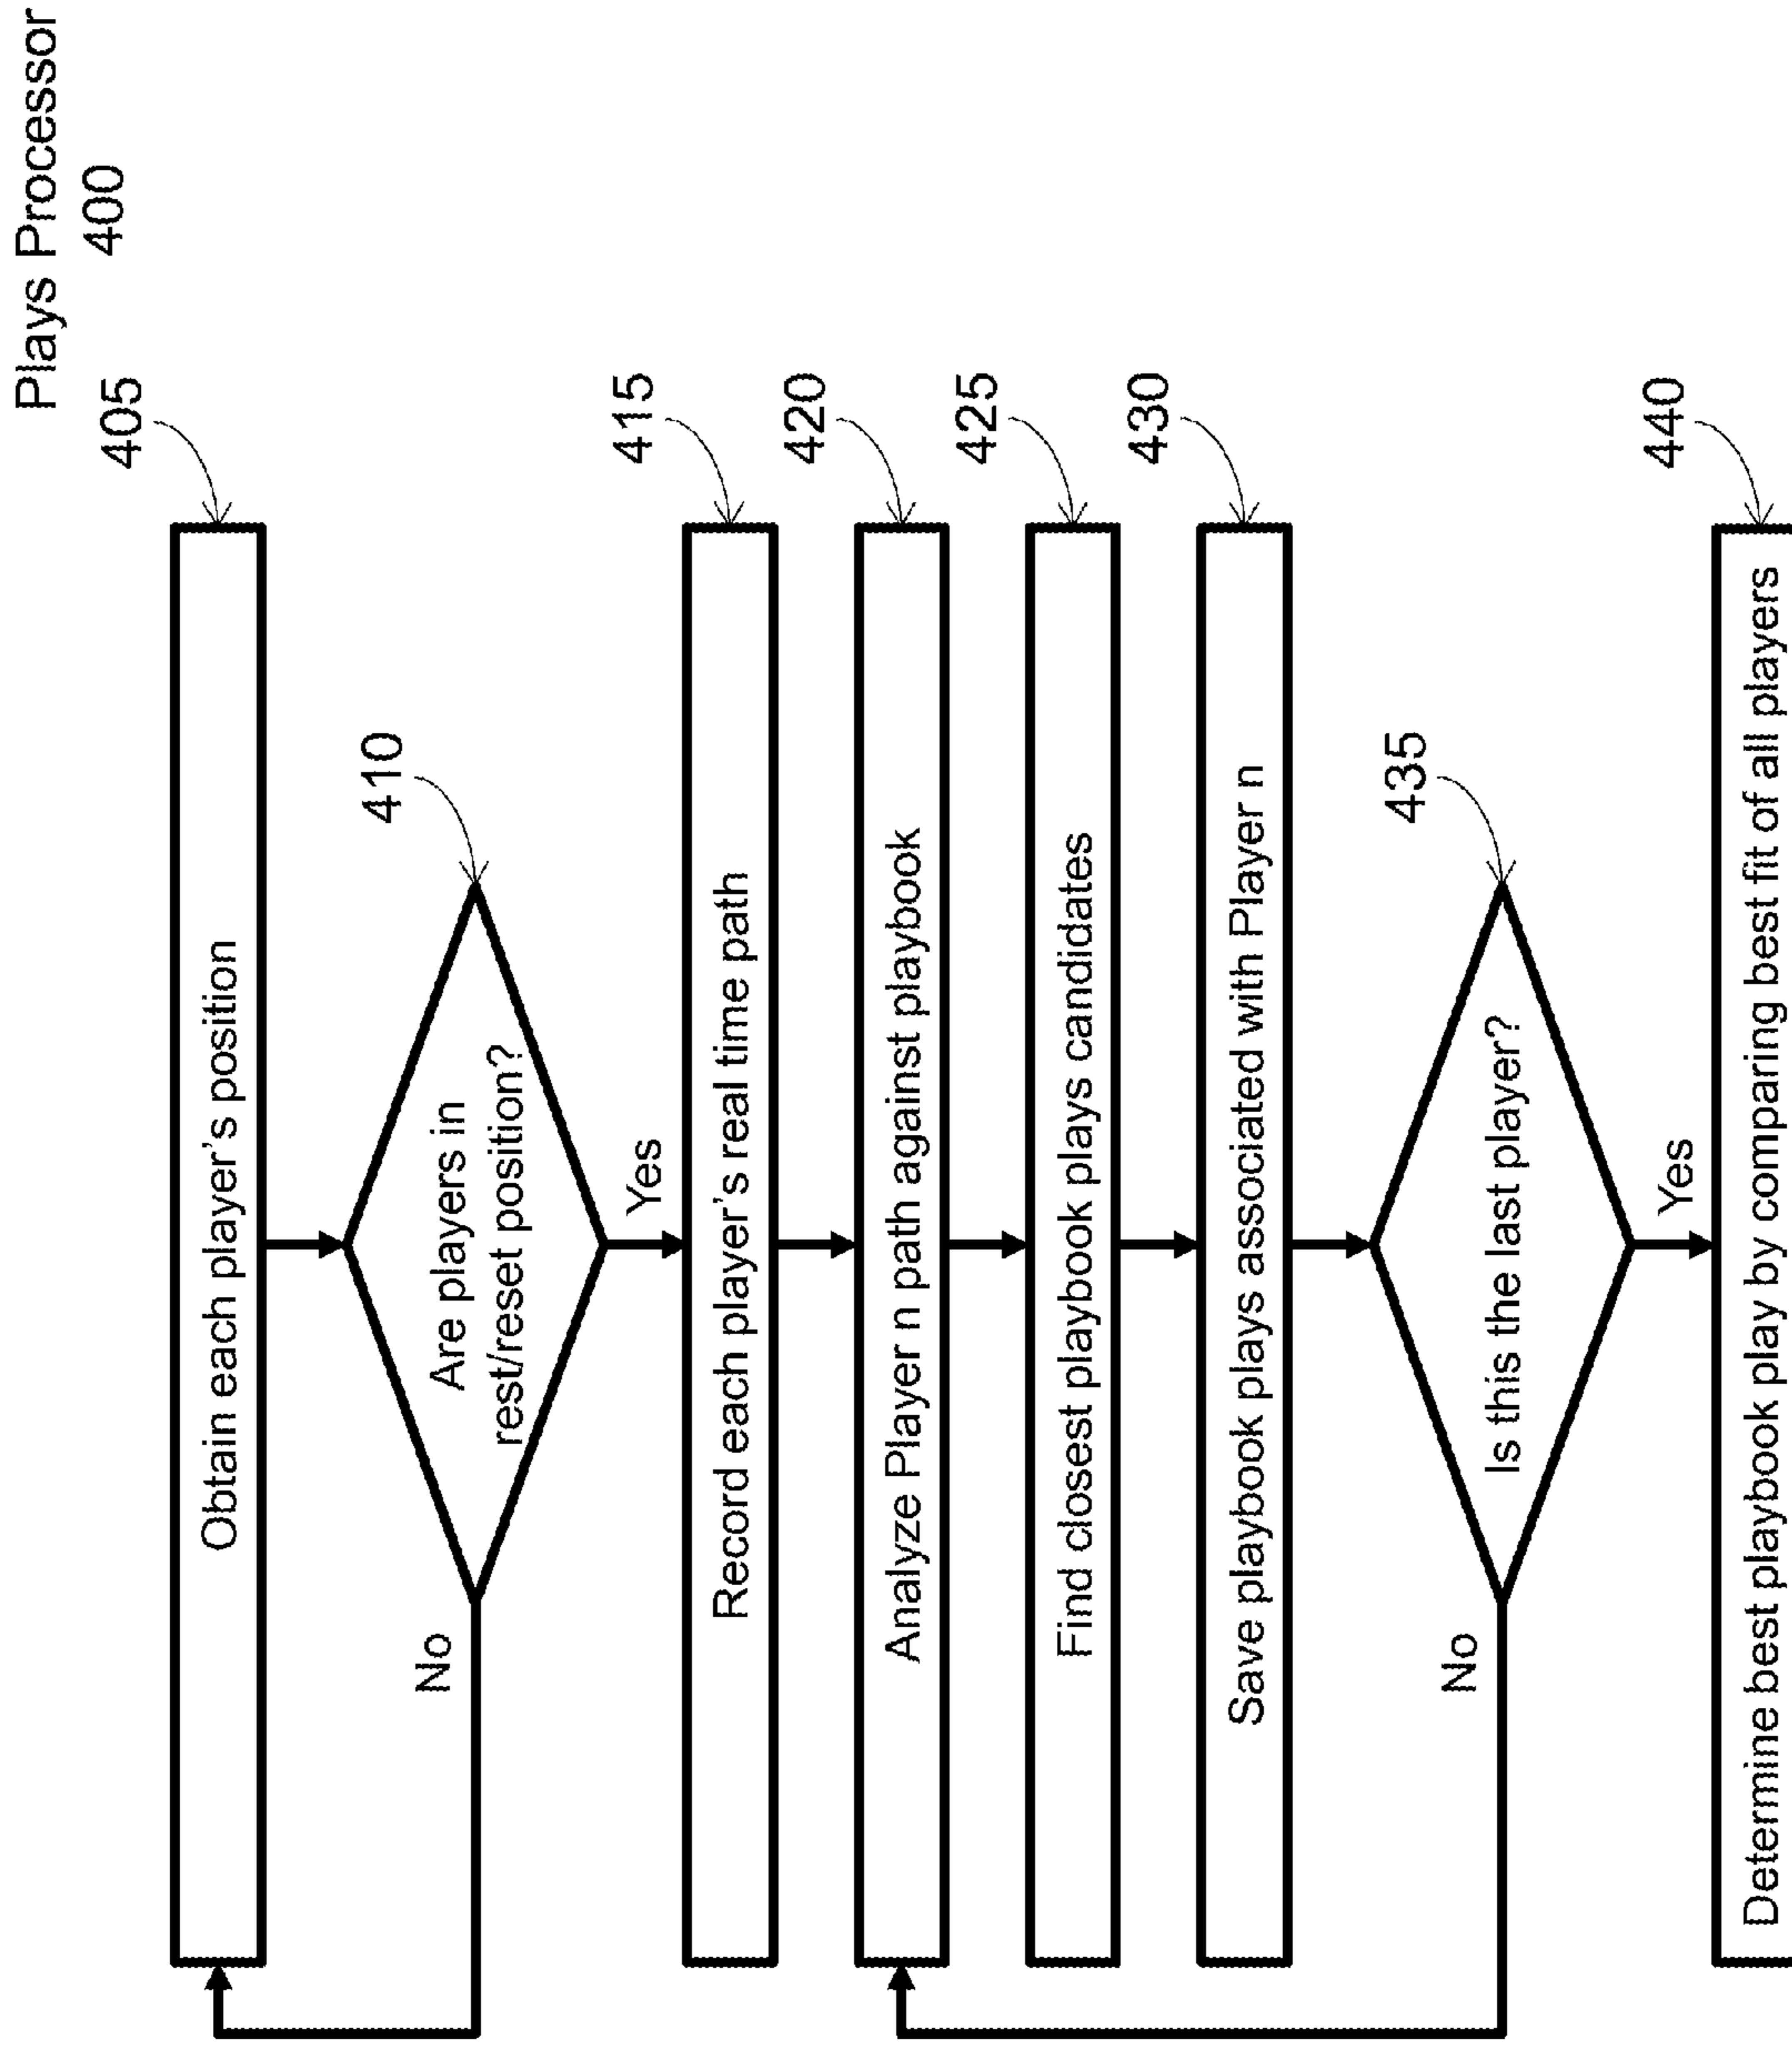 Plays Processor
400
405
Obtain each player's position
410
Are players in
rest/reset position?
No
Yes
415
Record each player's real time path
420
Analyze Player n path against playbook
425
Find closest playbook plays candidates
430
Save playbook plays associated with Player n
435
Is this the last player?
No
Yes
440
Determine best playbook play by comparing best fit of all players